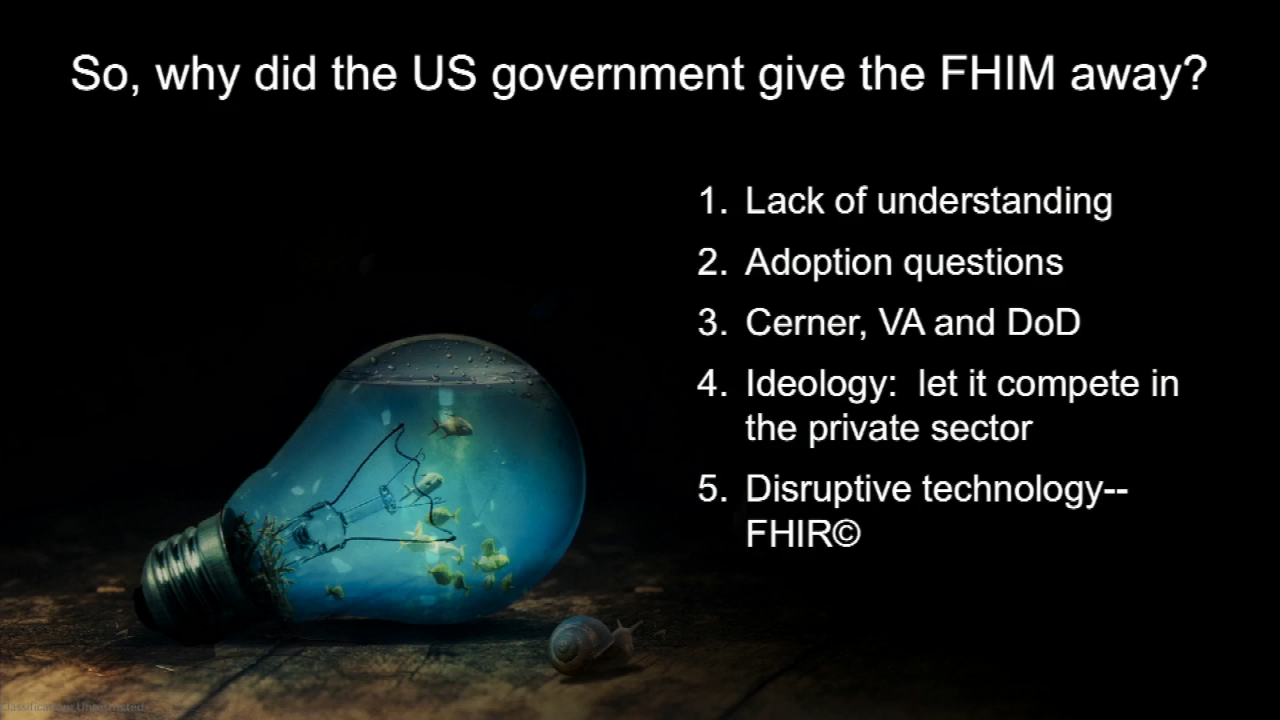 So, why did the US government give the FHIM away?
1. Lack of understanding
2. Adoption questions
3. Cerner, VA and DoD
4. Ideology:  let it compete in
the private sector
5. Disruptive technology--
FHIR©